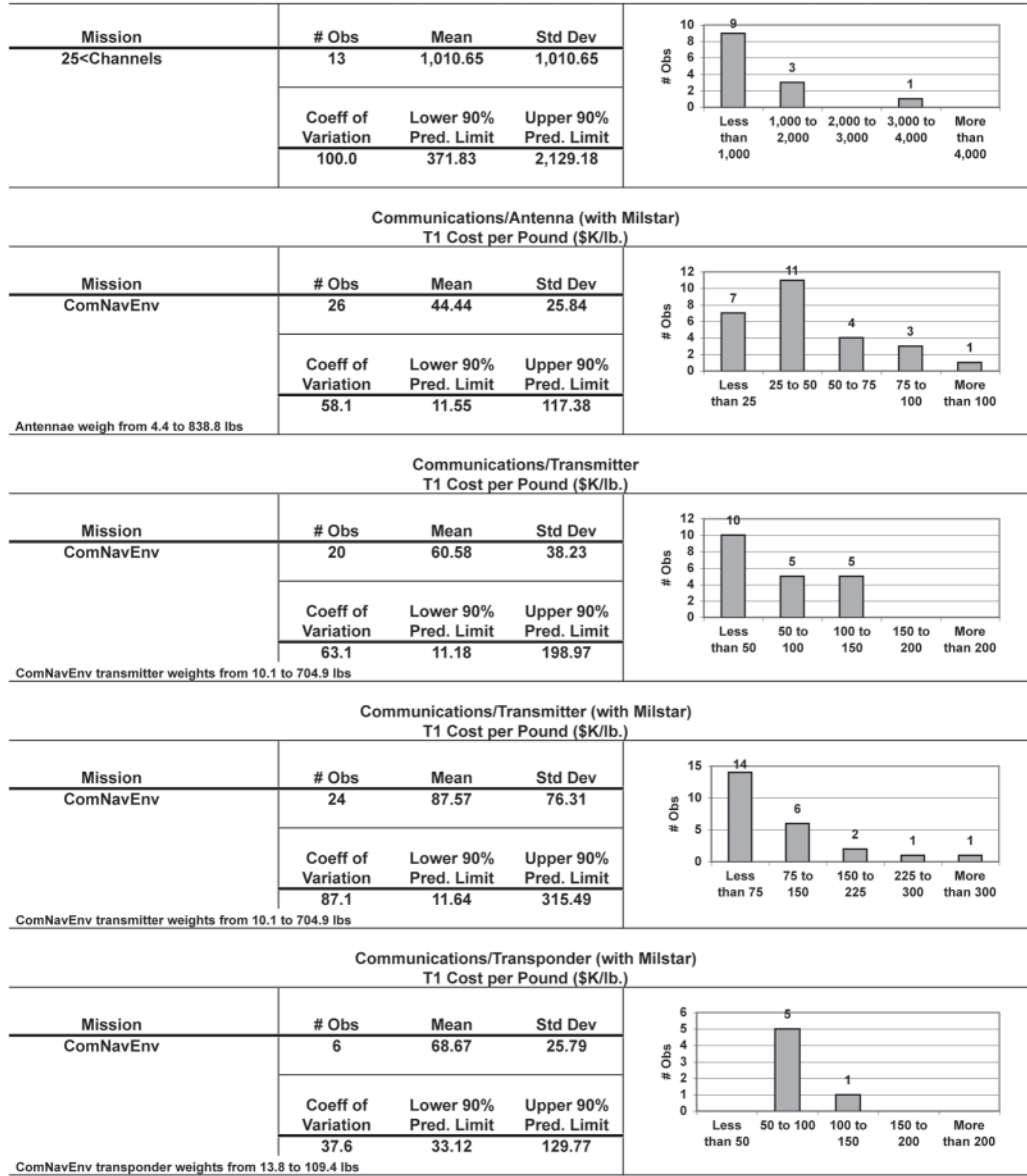 Mission # Obs Mean Std Dev
25<Channels 13 1,010.65 1,010.65
Coeff of Lower 90% Upper 90%
Variation Pred. Limit Pred. Limit
100.0 371.83 2,129.18
# Obs
10
8
6
4
2
0
9
3
1
Less 1,000 to 2,000 to 3,000 to More
than 2,000 3,000 4,000 than
1,000 4,000
Communications/Antenna (with Milstar)
T1 Cost per Pound ($K/lb.)
Mission # Obs Mean Std Dev
ComNavEnv 26 44.44 25.84
Coeff of Lower 90% Upper 90%
Variation Pred. Limit Pred. Limit
58.1 11.55 117.38
Antennae weigh from 4.4 to 838.8 lbs
# Obs
12
10
8
6
4
2
0
7
11
4
3
1
Less 25 to 50 50 to 75 75 to More
than 25 100 than 100
Communications/Transmitter
T1 Cost per Pound ($K/lb.)
Mission # Obs Mean Std Dev
ComNavEnv 20 60.58 38.23
Coeff of Lower 90% Upper 90%
Variation Pred. Limit Pred. Limit
63.1 11.18 198.97
ComNavEnv transmitter weights from 10.1 to 704.9 lbs
# Obs
12
10
8
6
4
2
0
10
5
5
Less 50 to 100 to 150 to More
than 50 100 150 200 than 200
Communications/Transmitter (with Milstar)
T1 Cost per Pound ($K/lb.)
Mission # Obs Mean Std Dev
ComNavEnv 24 87.57 76.31
Coeff of Lower 90% Upper 90%
Variation Pred. Limit Pred. Limit
87.1 11.64 315.49
ComNavEnv transmitter weights from 10.1 to 704.9 lbs
# Obs
15
10
5
0
14
6
2
1
1
Less 75 to 150 to 225 to More
than 75 150 225 300 than 300
Communications/Transponder (with Milstar)
T1 Cost per Pound ($K/lb.)
Mission # Obs Mean Std Dev
ComNavEnv 6 68.67 25.79
Coeff of Lower 90% Upper 90%
Variation Pred. Limit Pred. Limit
37.6 33.12 129.77
ComNavEnv transponder weights from 13.8 to 109.4 lbs
# Obs
6
5
4
3
2
1
0
5
1
Less 50 to 100 100 to 150 to More
than 50 150 200 than 200